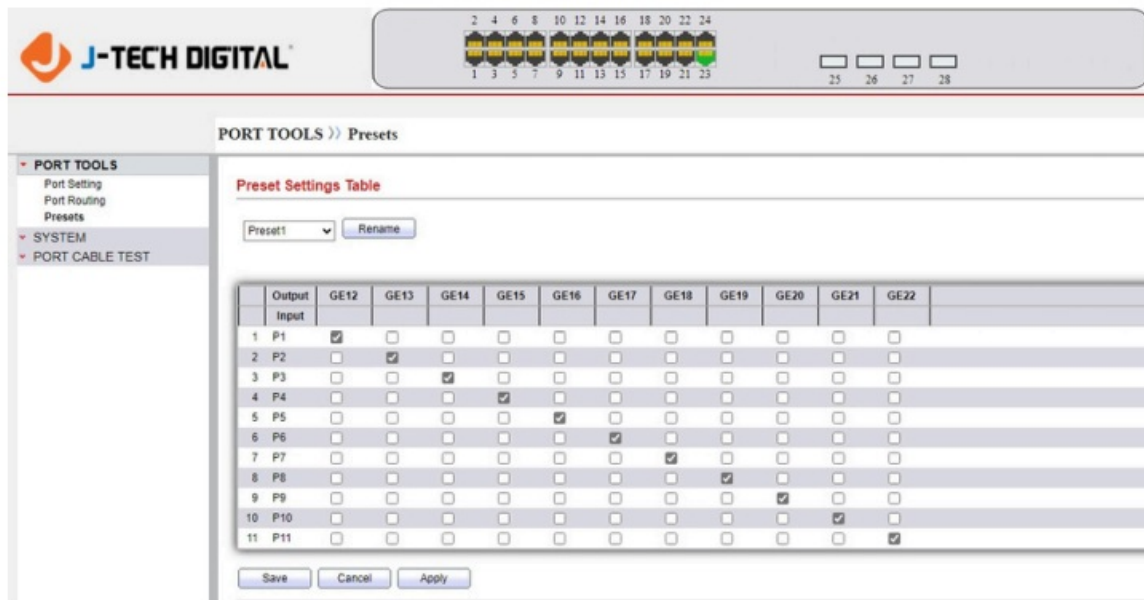 2 4 6 8 10 12 14 16 18 20 22 24
J-TECH DIGITAL
1 3 5 7 9 11 13 15 17 19 21 23
25 26 27 28
PORT TOOLS » Presets
PORT TOOLS
Port Setting
Port Routing
Presets
SYSTEM
PORT CABLE TEST
Preset Settings Table
Preset1 Rename
Output GE12 GE13 GE14 GE15 GE16 GE17 GE18 GE19 GE20 GE21 GE22
Input
1 P1
2 P2
3 P3
4 P4
5 P5
6 P6
7 P7
8 P8
9 P9
10 P10
11 P11
Save Cancel Apply